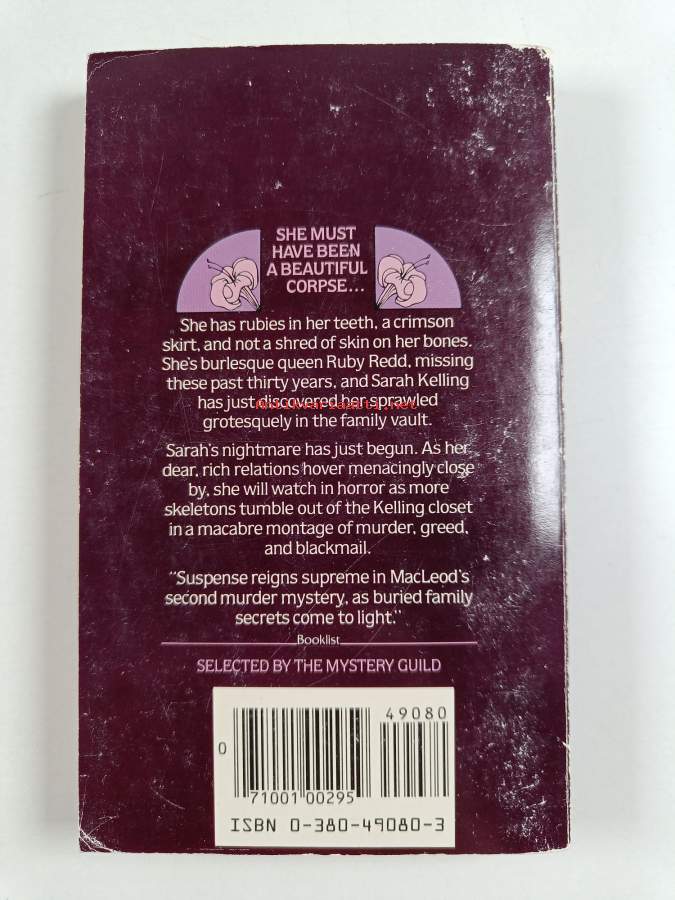 SHE MUST
HAVE BEEN
A BEAUTIFUL
CORPSE...
She has rubies in her teeth, a crimson
skirt, and not a shred of skin on her bones.
She's burlesque queen Ruby Redd, missing
these past thirty years, and Sarah Kelling
has just discovered her sprawled
Antikvariaatti.net
grotesquely in the family vault.
Sarah's nightmare has just begun. As her
dear, rich relations hover menacingly close
by, she will watch in horror as more
skeletons tumble out of the Kelling closet
in a macabre montage of murder, greed,
and blackmail.
"Suspense reigns supreme in MacLeod's
second murder mystery, as buried family
secrets come to light."
Booklist
SELECTED BY THE MYSTERY GUILD
49080
0
71001 00295
ISBN 0-380-49080-3